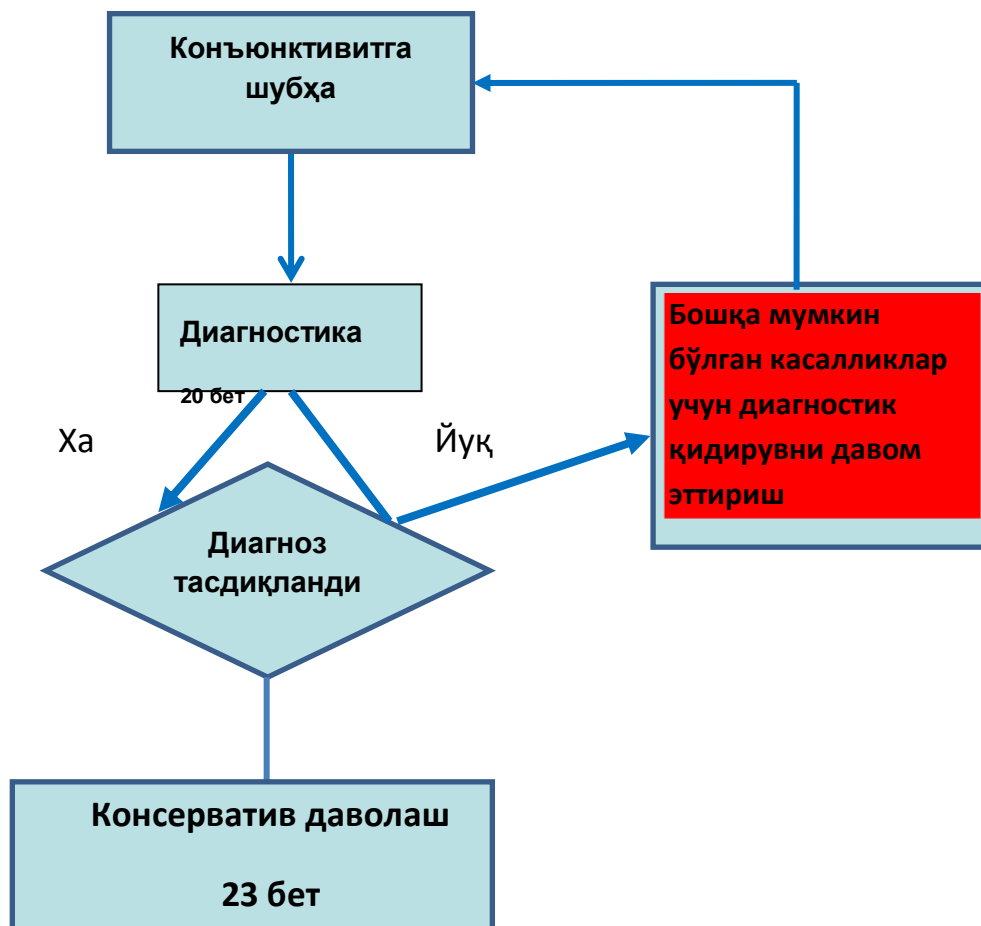 Конъюнктивитга
шубҳа
Диагностика
20 бет
Ха
Йуқ
Бошқа мумкин
бўлган касалликлар
учун диагностик
қидирувни давом
эттириш
Диагноз
тасдиқланди
Консерватив даволаш
23 бет